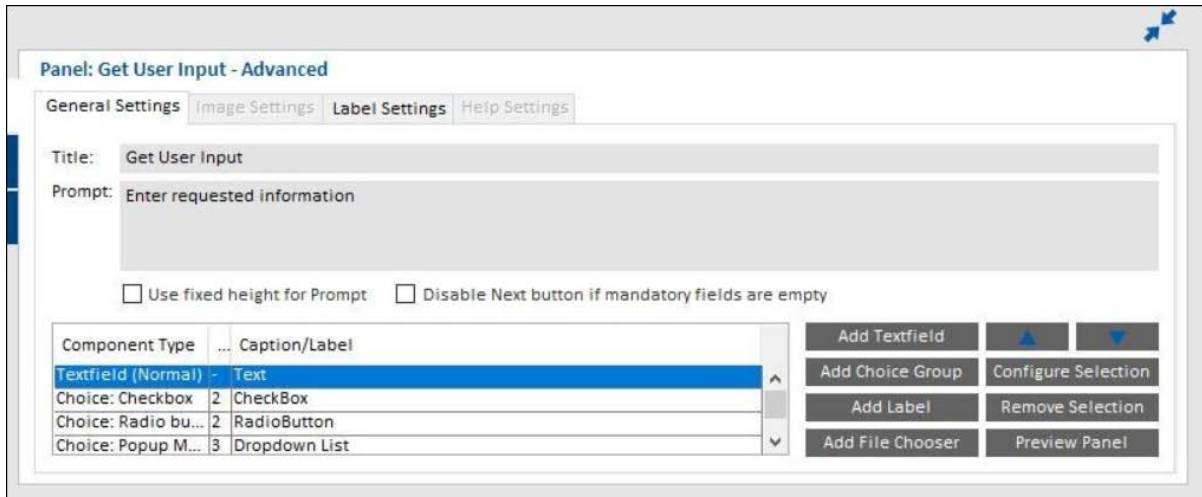 Panel: Get User Input - Advanced
General Settings Image Settings Label Settings Help Settings
Title: Get User Input
Prompt: Enter requested information
Use fixed height for Prompt Disable Next button if mandatory fields are empty
Component Type ... Caption/Label
Textfield (Normal) - Text
Choice: Checkbox 2 CheckBox
Choice: Radio bu... 2 RadioButton
Choice: Popup M... 3 Dropdown List
Add Textfield
Add Choice Group Configure Selection
Add Label Remove Selection
Add File Chooser Preview Panel